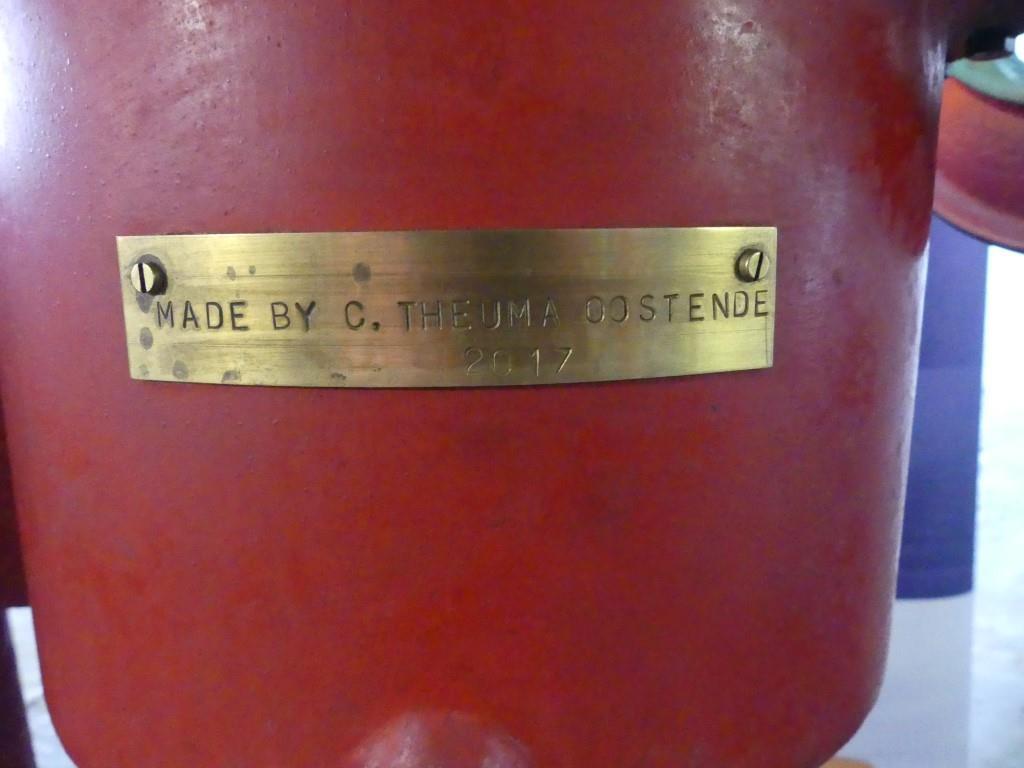 MADE BY C. THEUMA OOSTENDE
2017